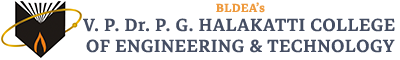 BLDEA's
V. P. Dr. P. G. HALAKATTI COLLEGE
OF ENGINEERING & TECHNOLOGY